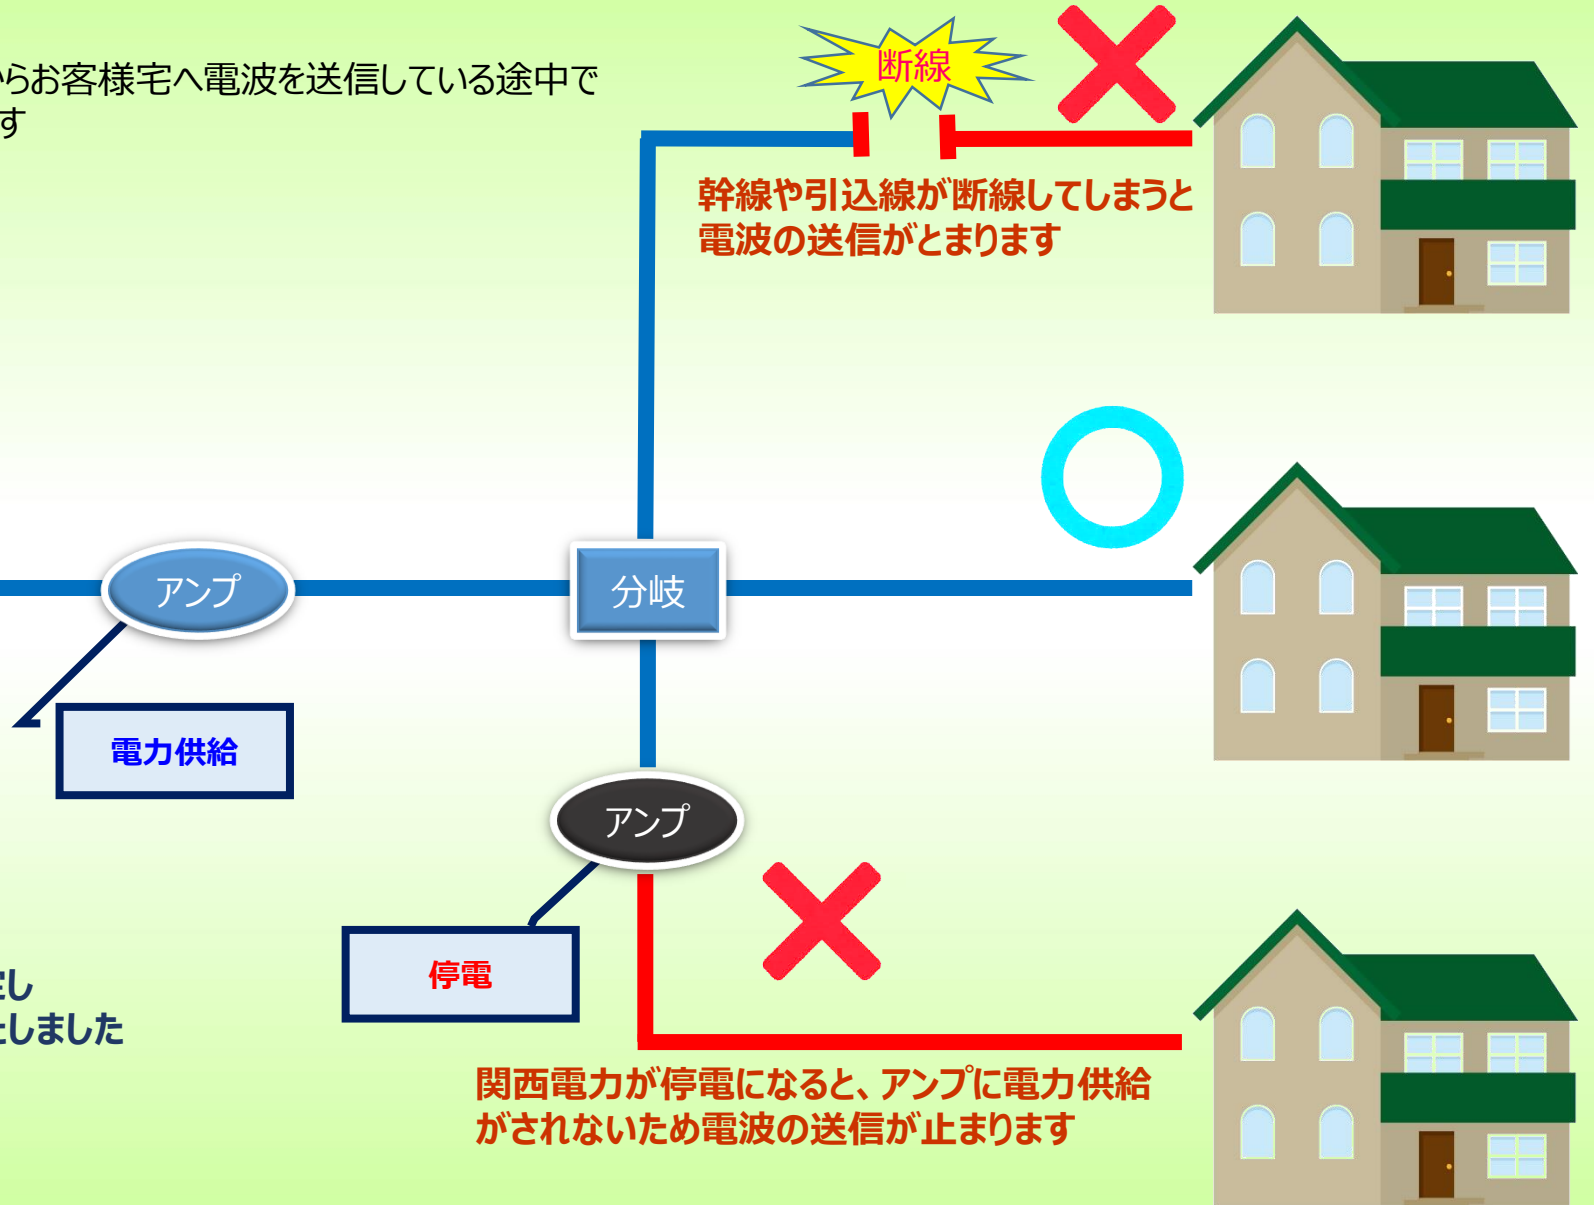 らお客様宅へ電波を送信している途中で
す
断線
幹線や引込線が断線してしまうと
電波の送信がとまります
アンプ
分岐
電力供給
アンプ
停電
し
たしました
関西電力が停電になると、アンプに電力供給
がされないため電波の送信が止まります